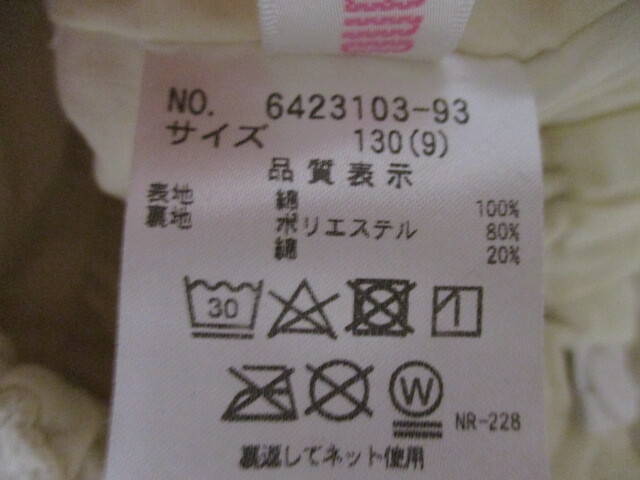 NO. 6423103-93
サイズ 130(9)
品質表示
表地 綿 100%
裏地 ポリエステル 80%
綿 20%
30
W
NR-228
裏返してネット使用